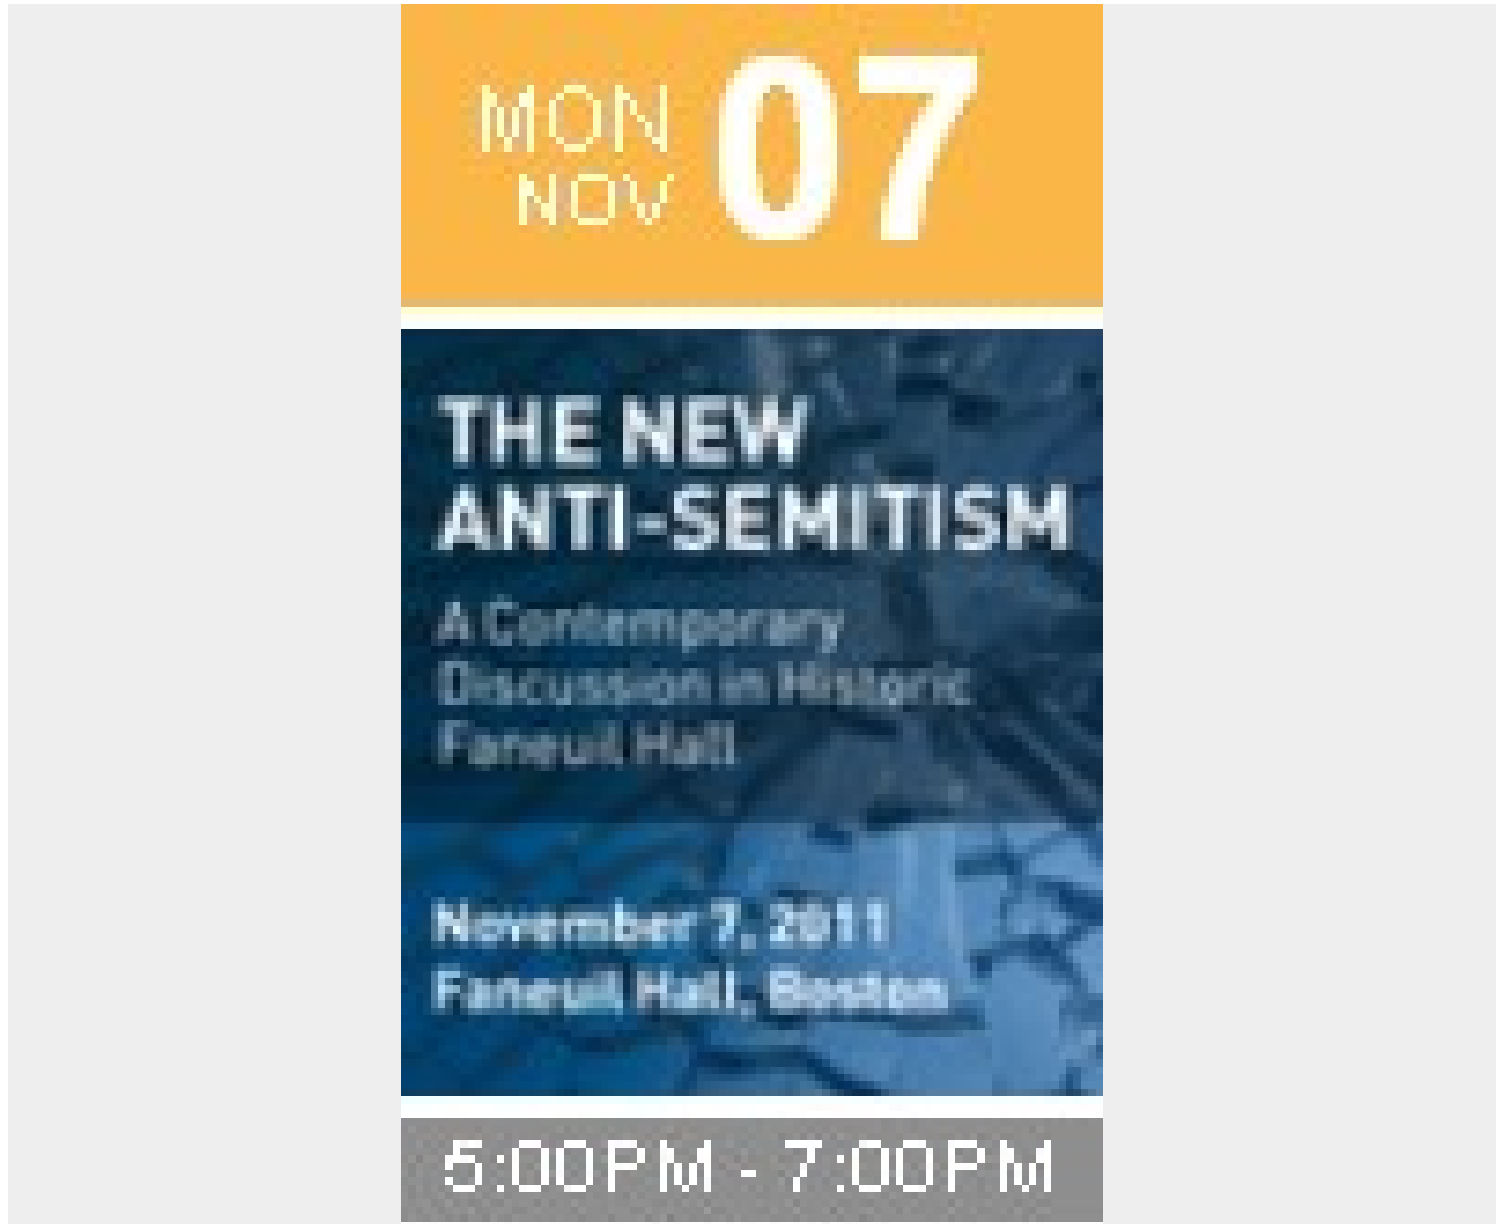 MON 07
NOV
THE NEW
ANTI-SEMITISM
A Contemporary
Discussion in Historic
Faneuil Hall
November 7, 2011
Faneuil Hall, Boston
5:00PM - 7:00PM